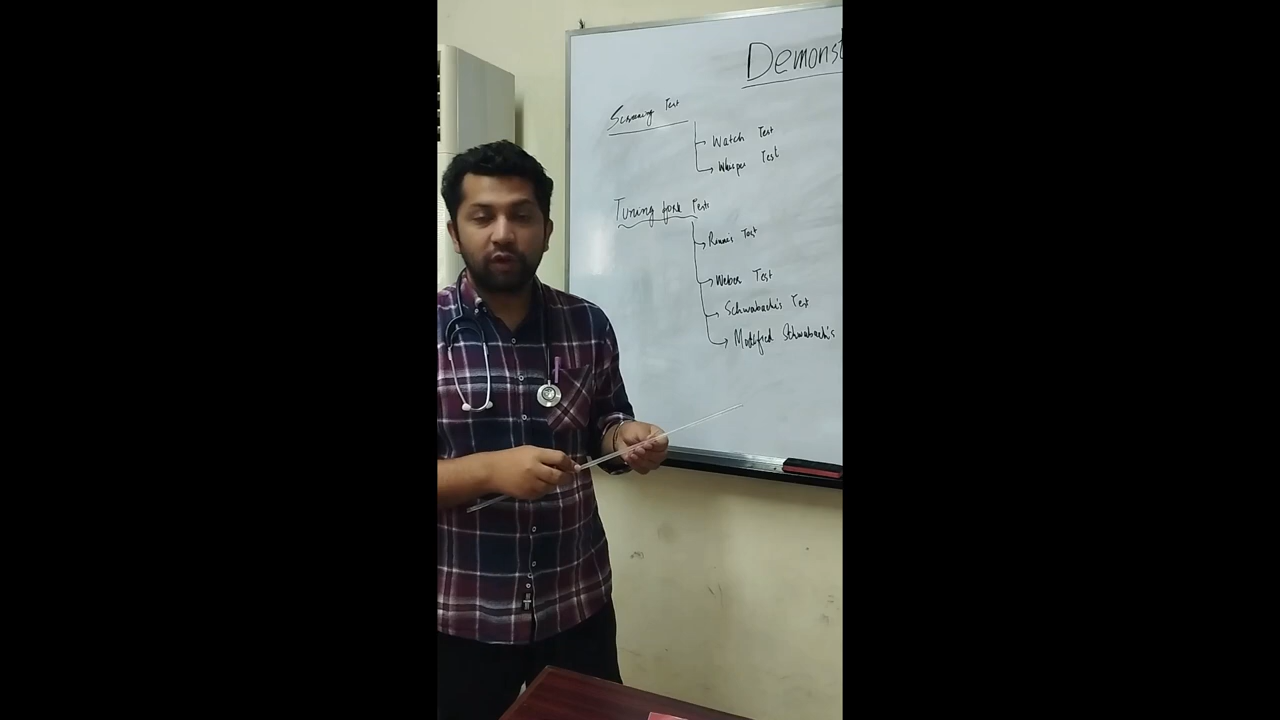 Demonst
Screening Test
Watch Test
Whisper Test
Tuning fork Tests
Rinne's Test
Weber Test
Schwabach's Test
Modified Schwabach's